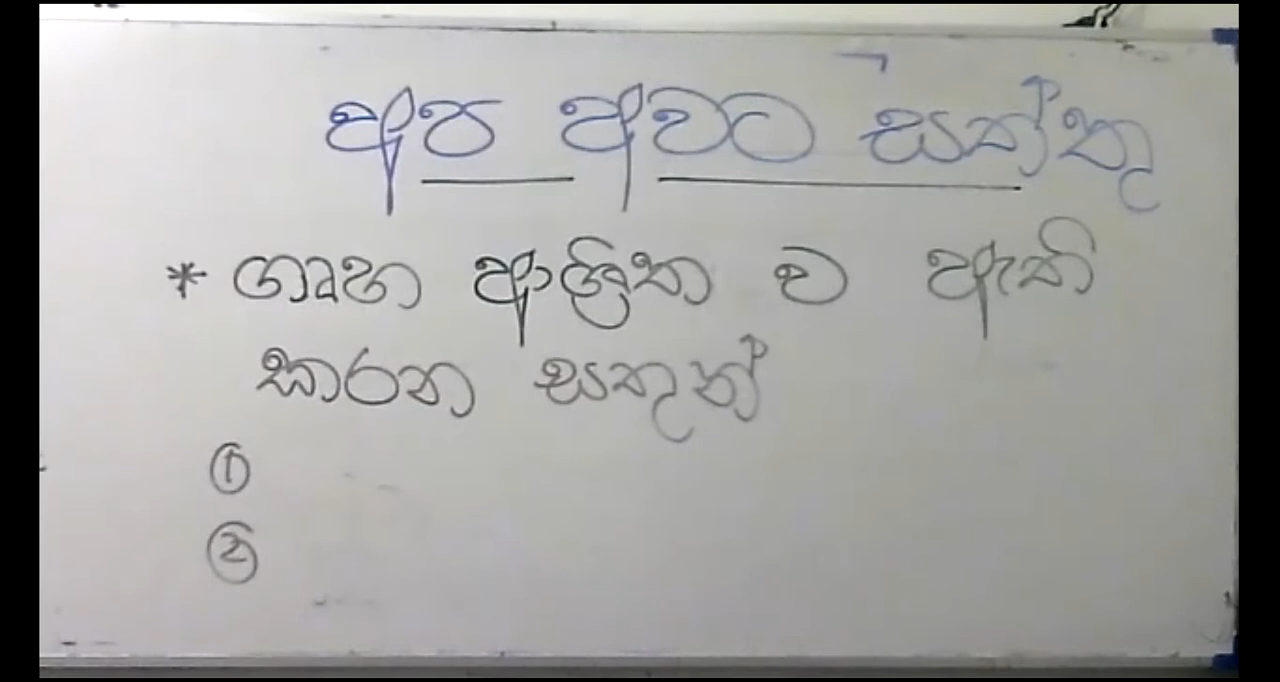 අප අවට සත්තු
* ගෘහ ආශ්‍රිත ව ඇති
කරන සතුන්
①
②